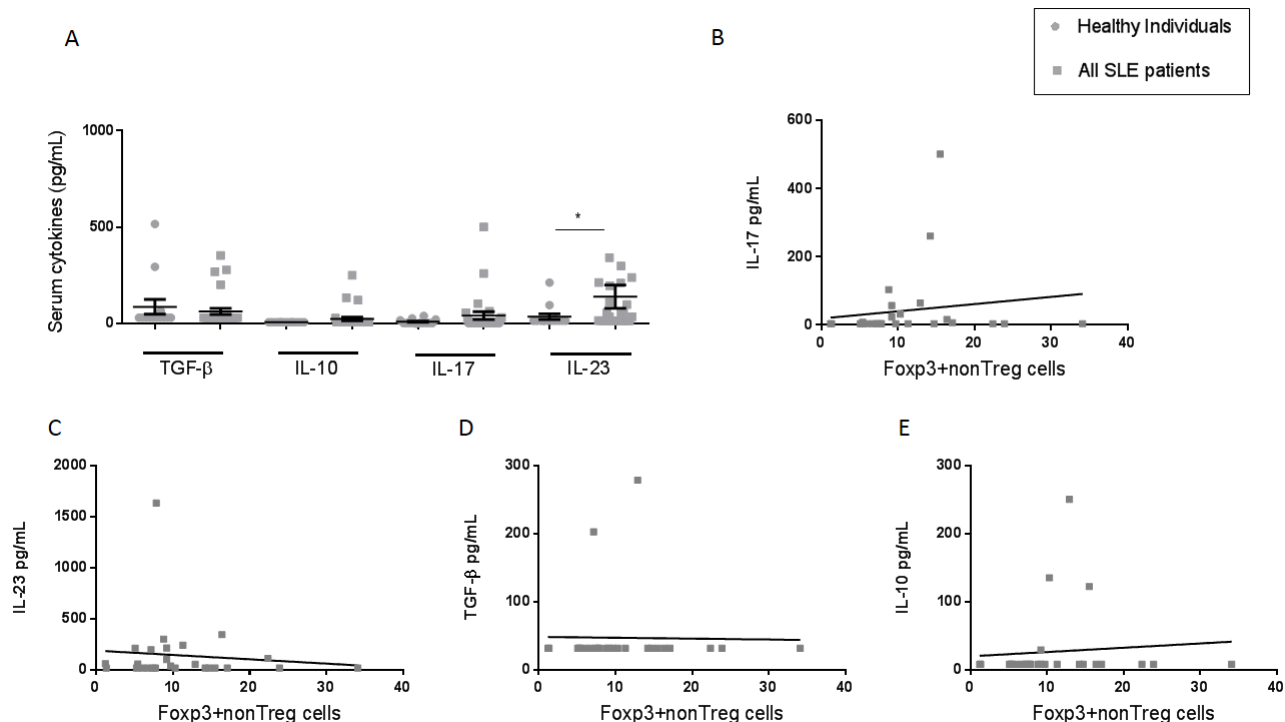 A
B
Healthy Individuals
All SLE patients
Serum cytokines (pg/mL)
1000
500
0
*
TGF-β
IL-10
IL-17
IL-23
IL-17 pg/mL
600
400
200
0
0
10
20
30
40
Foxp3+nonTreg cells
C
IL-23 pg/mL
2000
1500
1000
500
0
0
10
20
30
40
Foxp3+nonTreg cells
D
TGF-β pg/mL
300
200
100
0
0
10
20
30
40
Foxp3+nonTreg cells
E
IL-10 pg/mL
300
200
100
0
0
10
20
30
40
Foxp3+nonTreg cells